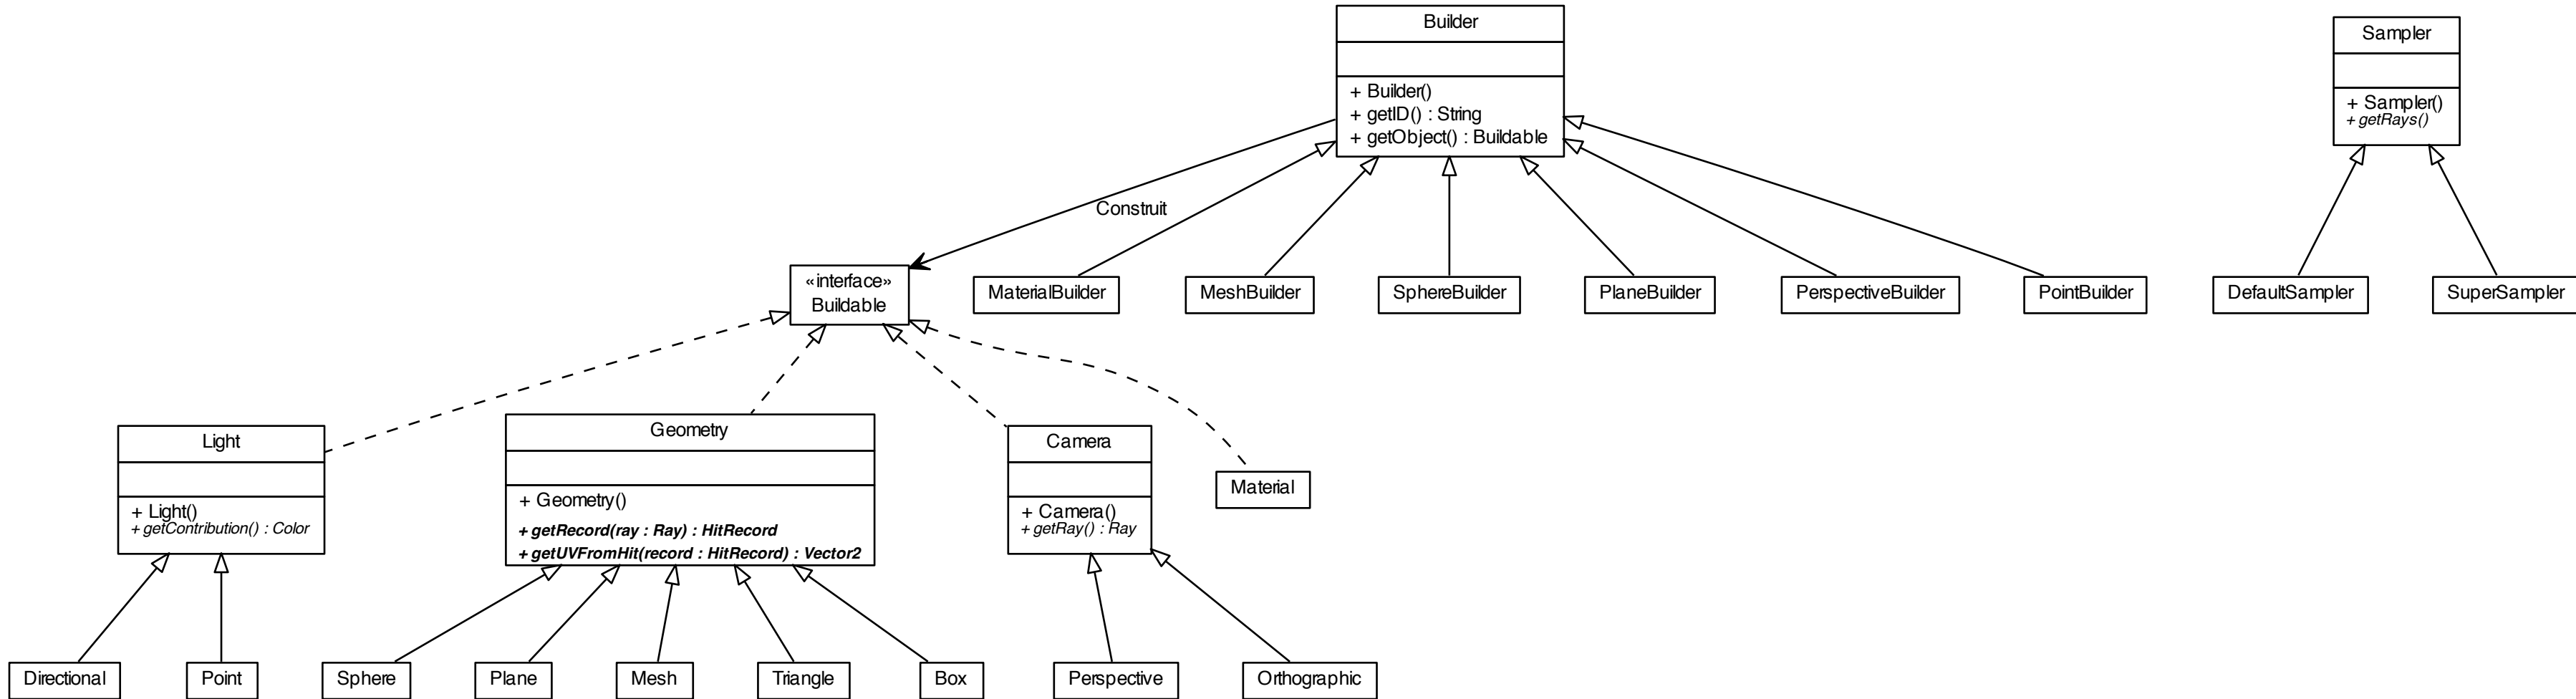 Builder
+ Builder()
+ getID() : String
+ getObject() : Buildable
Sampler
+ Sampler()
+ getRays()
Construit
«interface»
Buildable
MaterialBuilder
MeshBuilder
SphereBuilder
PlaneBuilder
PerspectiveBuilder
PointBuilder
DefaultSampler
SuperSampler
Light
+ Light()
+ getContribution() : Color
Geometry
+ Geometry()
+ getRecord(ray : Ray) : HitRecord
+ getUVFromHit(record : HitRecord) : Vector2
Camera
+ Camera()
+ getRay() : Ray
Material
Directional
Point
Sphere
Plane
Mesh
Triangle
Box
Perspective
Orthographic